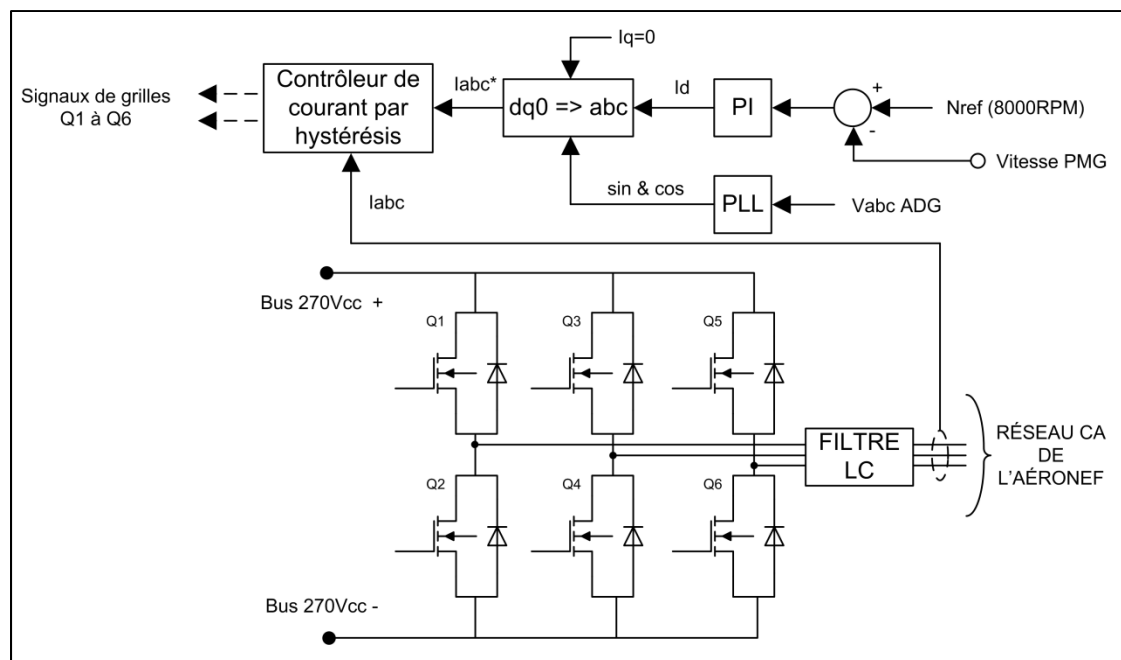 Iq=0
Signaux de grilles
Q1 à Q6
Contrôleur de
courant par
hystérésis
Iabc*
dq0 => abc
Id
PI
+
-
Nref (8000RPM)
Vitesse PMG
Iabc
sin & cos
PLL
Vabc ADG
Bus 270Vcc +
Q1
Q3
Q5
FILTRE
LC
RÉSEAU CA
DE
L'AÉRONEF
Q2
Q4
Q6
Bus 270Vcc -